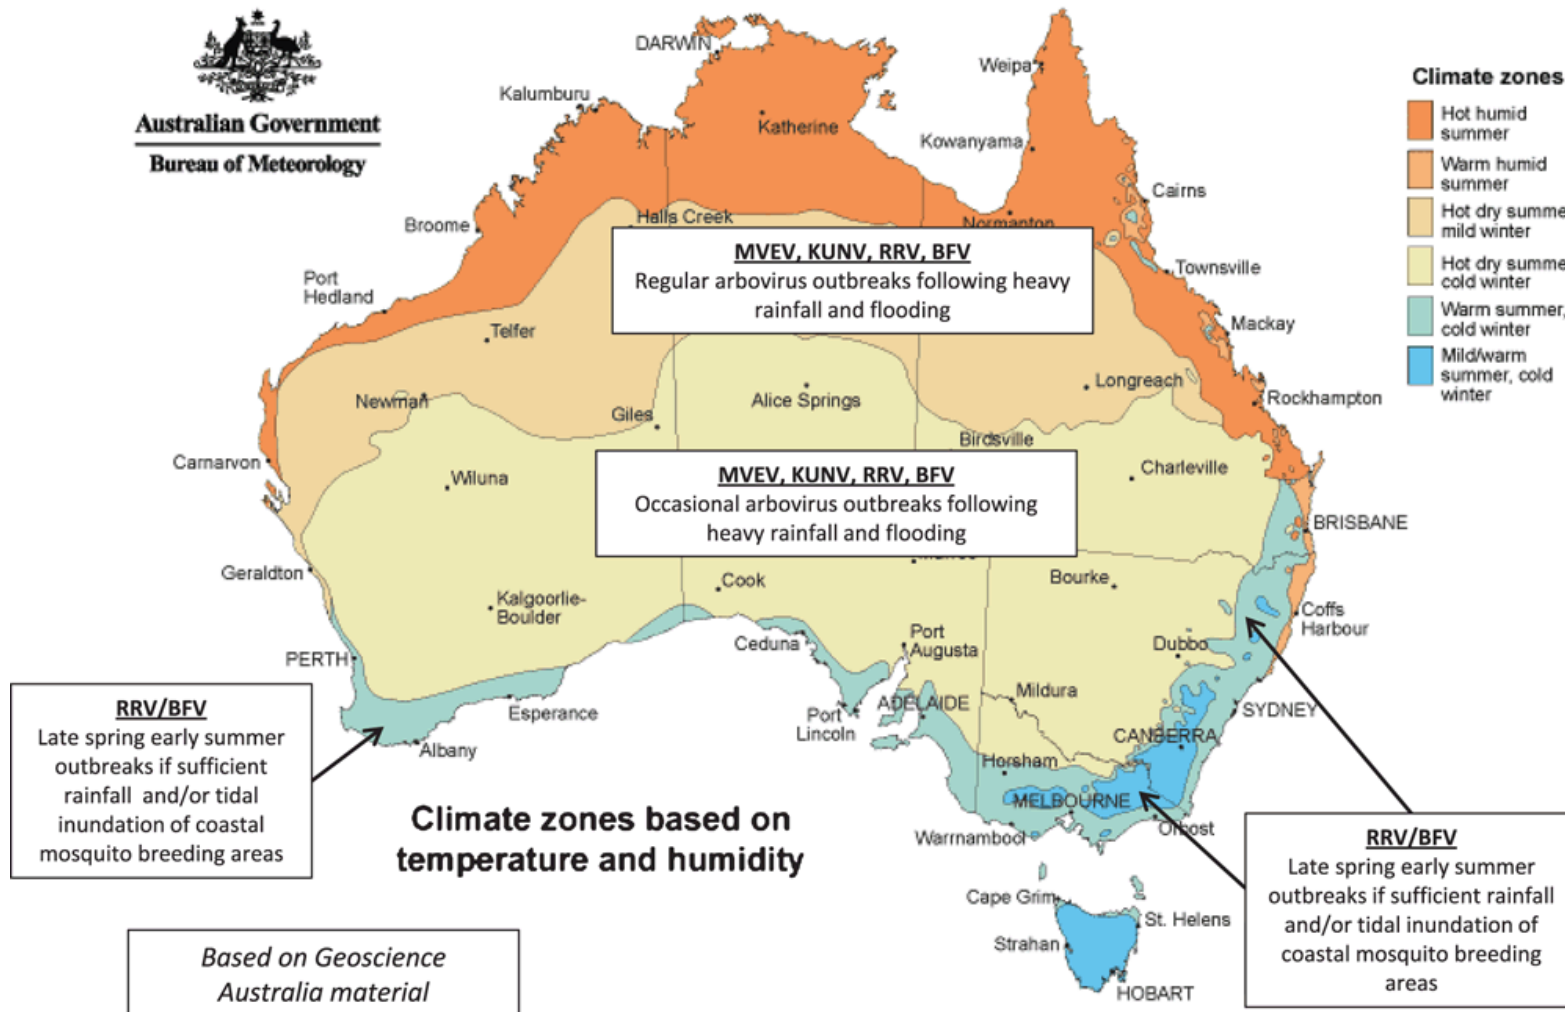 Australian Government
Bureau of Meteorology
DARWIN
Weipa
Kalumburu
Katherine
Kowanyama
Cairns
Broome
Halls Creek
Normanton
Townsville
Port
Hedland
Telfer
Mackay
Newman
Giles
Alice Springs
Longreach
Rockhampton
Birdsville
Carnarvon
Wiluna
Charleville
BRISBANE
Geraldton
Cook
Bourke
Kalgoorlie-
Boulder
Coffs
Harbour
PERTH
Ceduna
Port
Augusta
Dubbo
Esperance
Albany
Port
Lincoln
ADELAIDE
Mildura
SYDNEY
CANBERRA
Horsham
MELBOURNE
Warrnambool
Orbost
Cape Grim
St. Helens
Strahan
HOBART
Climate zones
Hot humid
summer
Warm humid
summer
Hot dry summe
mild winter
Hot dry summe
cold winter
Warm summer,
cold winter
Mild/warm
summer, cold
winter
MVEV, KUNV, RRV, BFV
Regular arbovirus outbreaks following heavy
rainfall and flooding
MVEV, KUNV, RRV, BFV
Occasional arbovirus outbreaks following
heavy rainfall and flooding
RRV/BFV
Late spring early summer
outbreaks if sufficient
rainfall and/or tidal
inundation of coastal
mosquito breeding areas
Climate zones based on
temperature and humidity
RRV/BFV
Late spring early summer
outbreaks if sufficient rainfall
and/or tidal inundation of
coastal mosquito breeding
areas
Based on Geoscience
Australia material